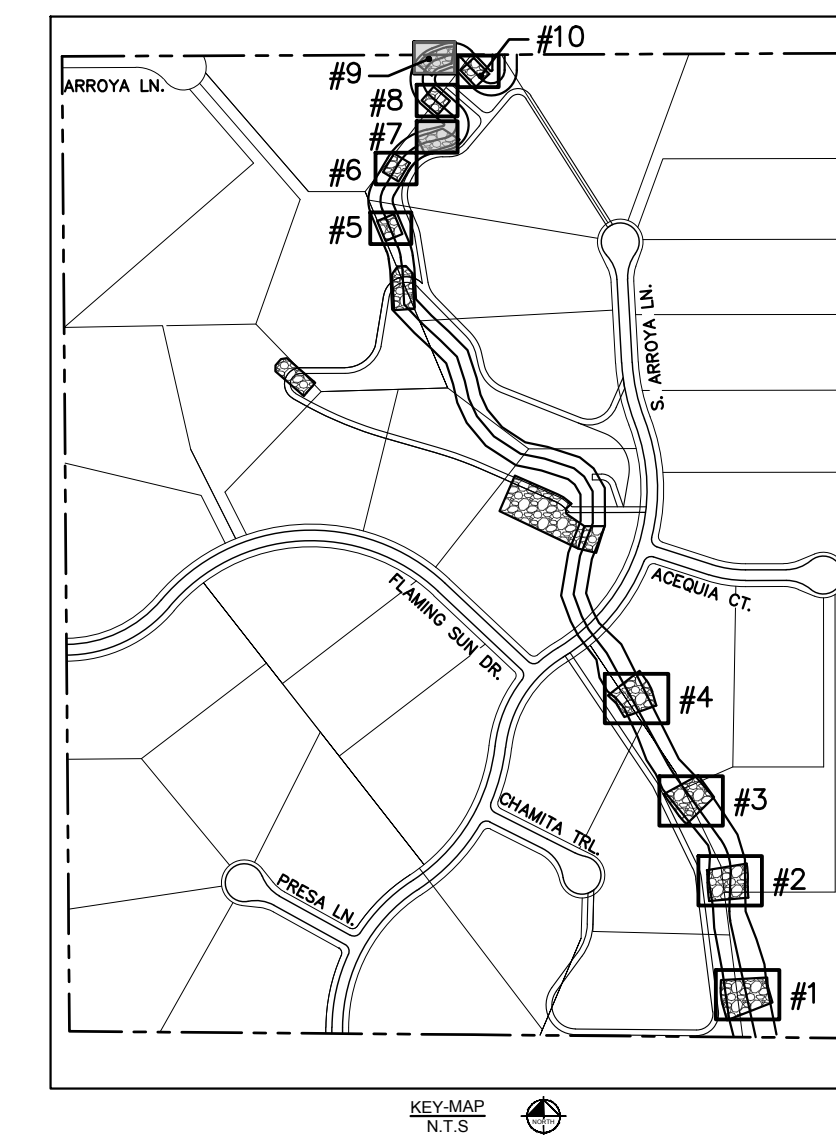 #10
#9
ARROYA LN.
#8
#7
#6
#5
S. ARROYA LN.
ACEQUIA CT.
FLAMING SUN DR.
#4
#3
CHAMITA TRL.
#2
PRESA LN.
#1
KEY-MAP
N.T.S
NORTH